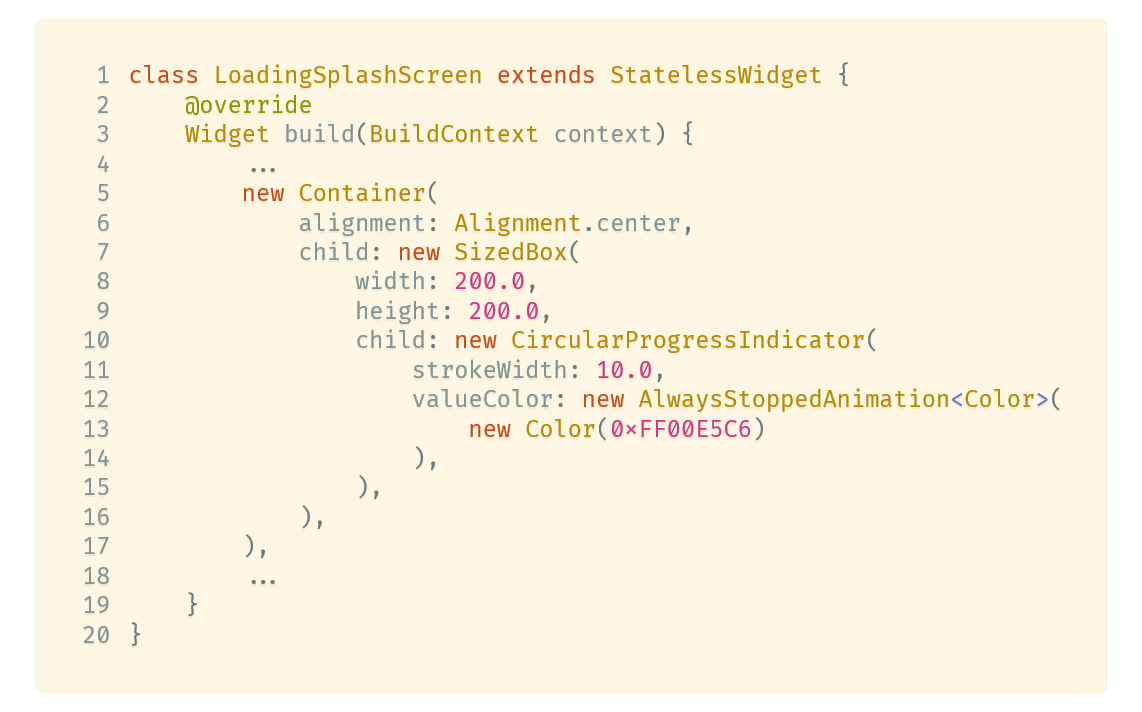 1 class LoadingSplashScreen extends StatelessWidget {
2     @override
3     Widget build(BuildContext context) {
4         ...
5         new Container(
6             alignment: Alignment.center,
7             child: new SizedBox(
8                 width: 200.0,
9                 height: 200.0,
10                 child: new CircularProgressIndicator(
11                     strokeWidth: 10.0,
12                     valueColor: new AlwaysStoppedAnimation<Color>(
13                         new Color(0xFF00E5C6)
14                     ),
15                 ),
16             ),
17         ),
18         ...
19     }
20 }